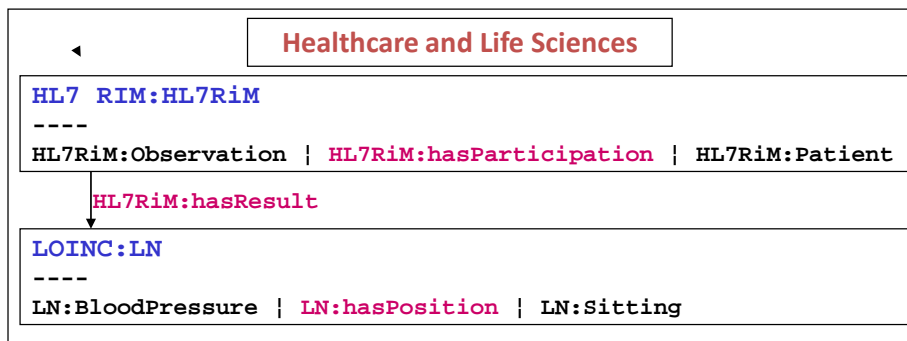 Healthcare and Life Sciences
HL7 RIM:HL7RiM
----
HL7RiM:Observation ¦ HL7RiM:hasParticipation ¦ HL7RiM:Patient
HL7RiM:hasResult
LOINC:LN
----
LN:BloodPressure ¦ LN:hasPosition ¦ LN:Sitting